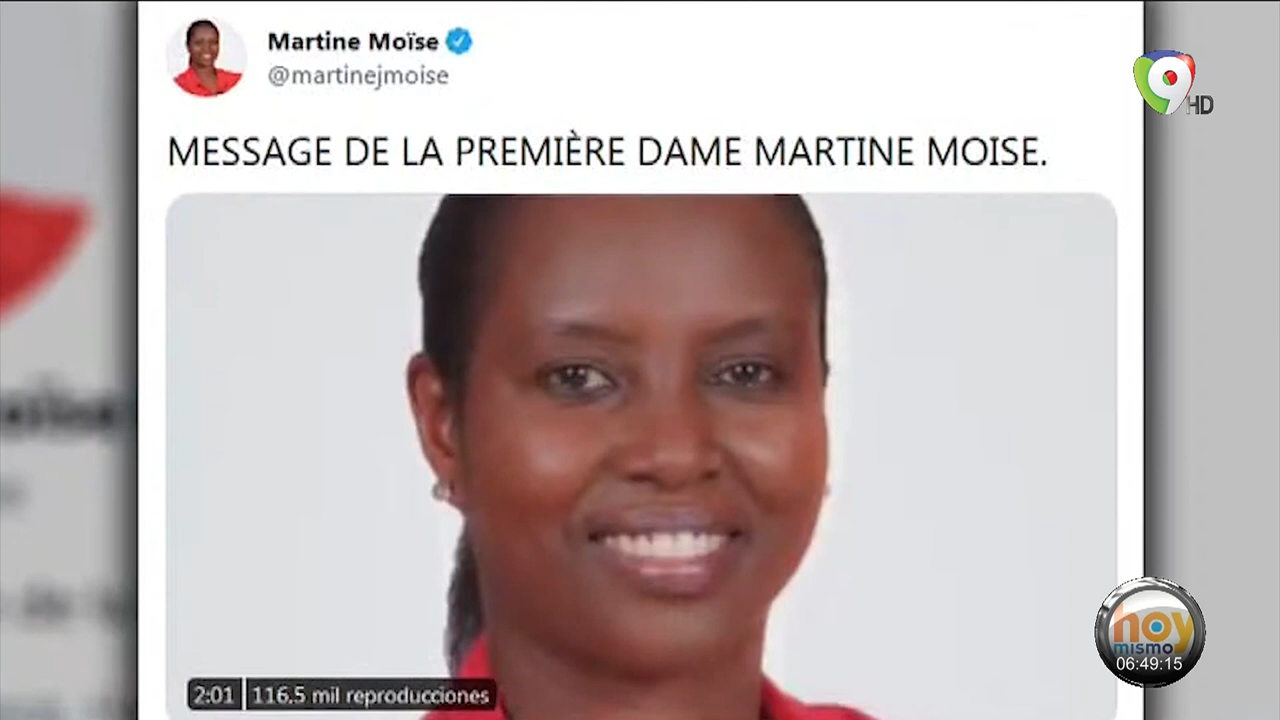 Martine Moïse
@martinejmoise
MESSAGE DE LA PREMIÈRE DAME MARTINE MOISE.
2:01 116.5 mil reproducciones
9 HD
hoy
mismo
06:49:15